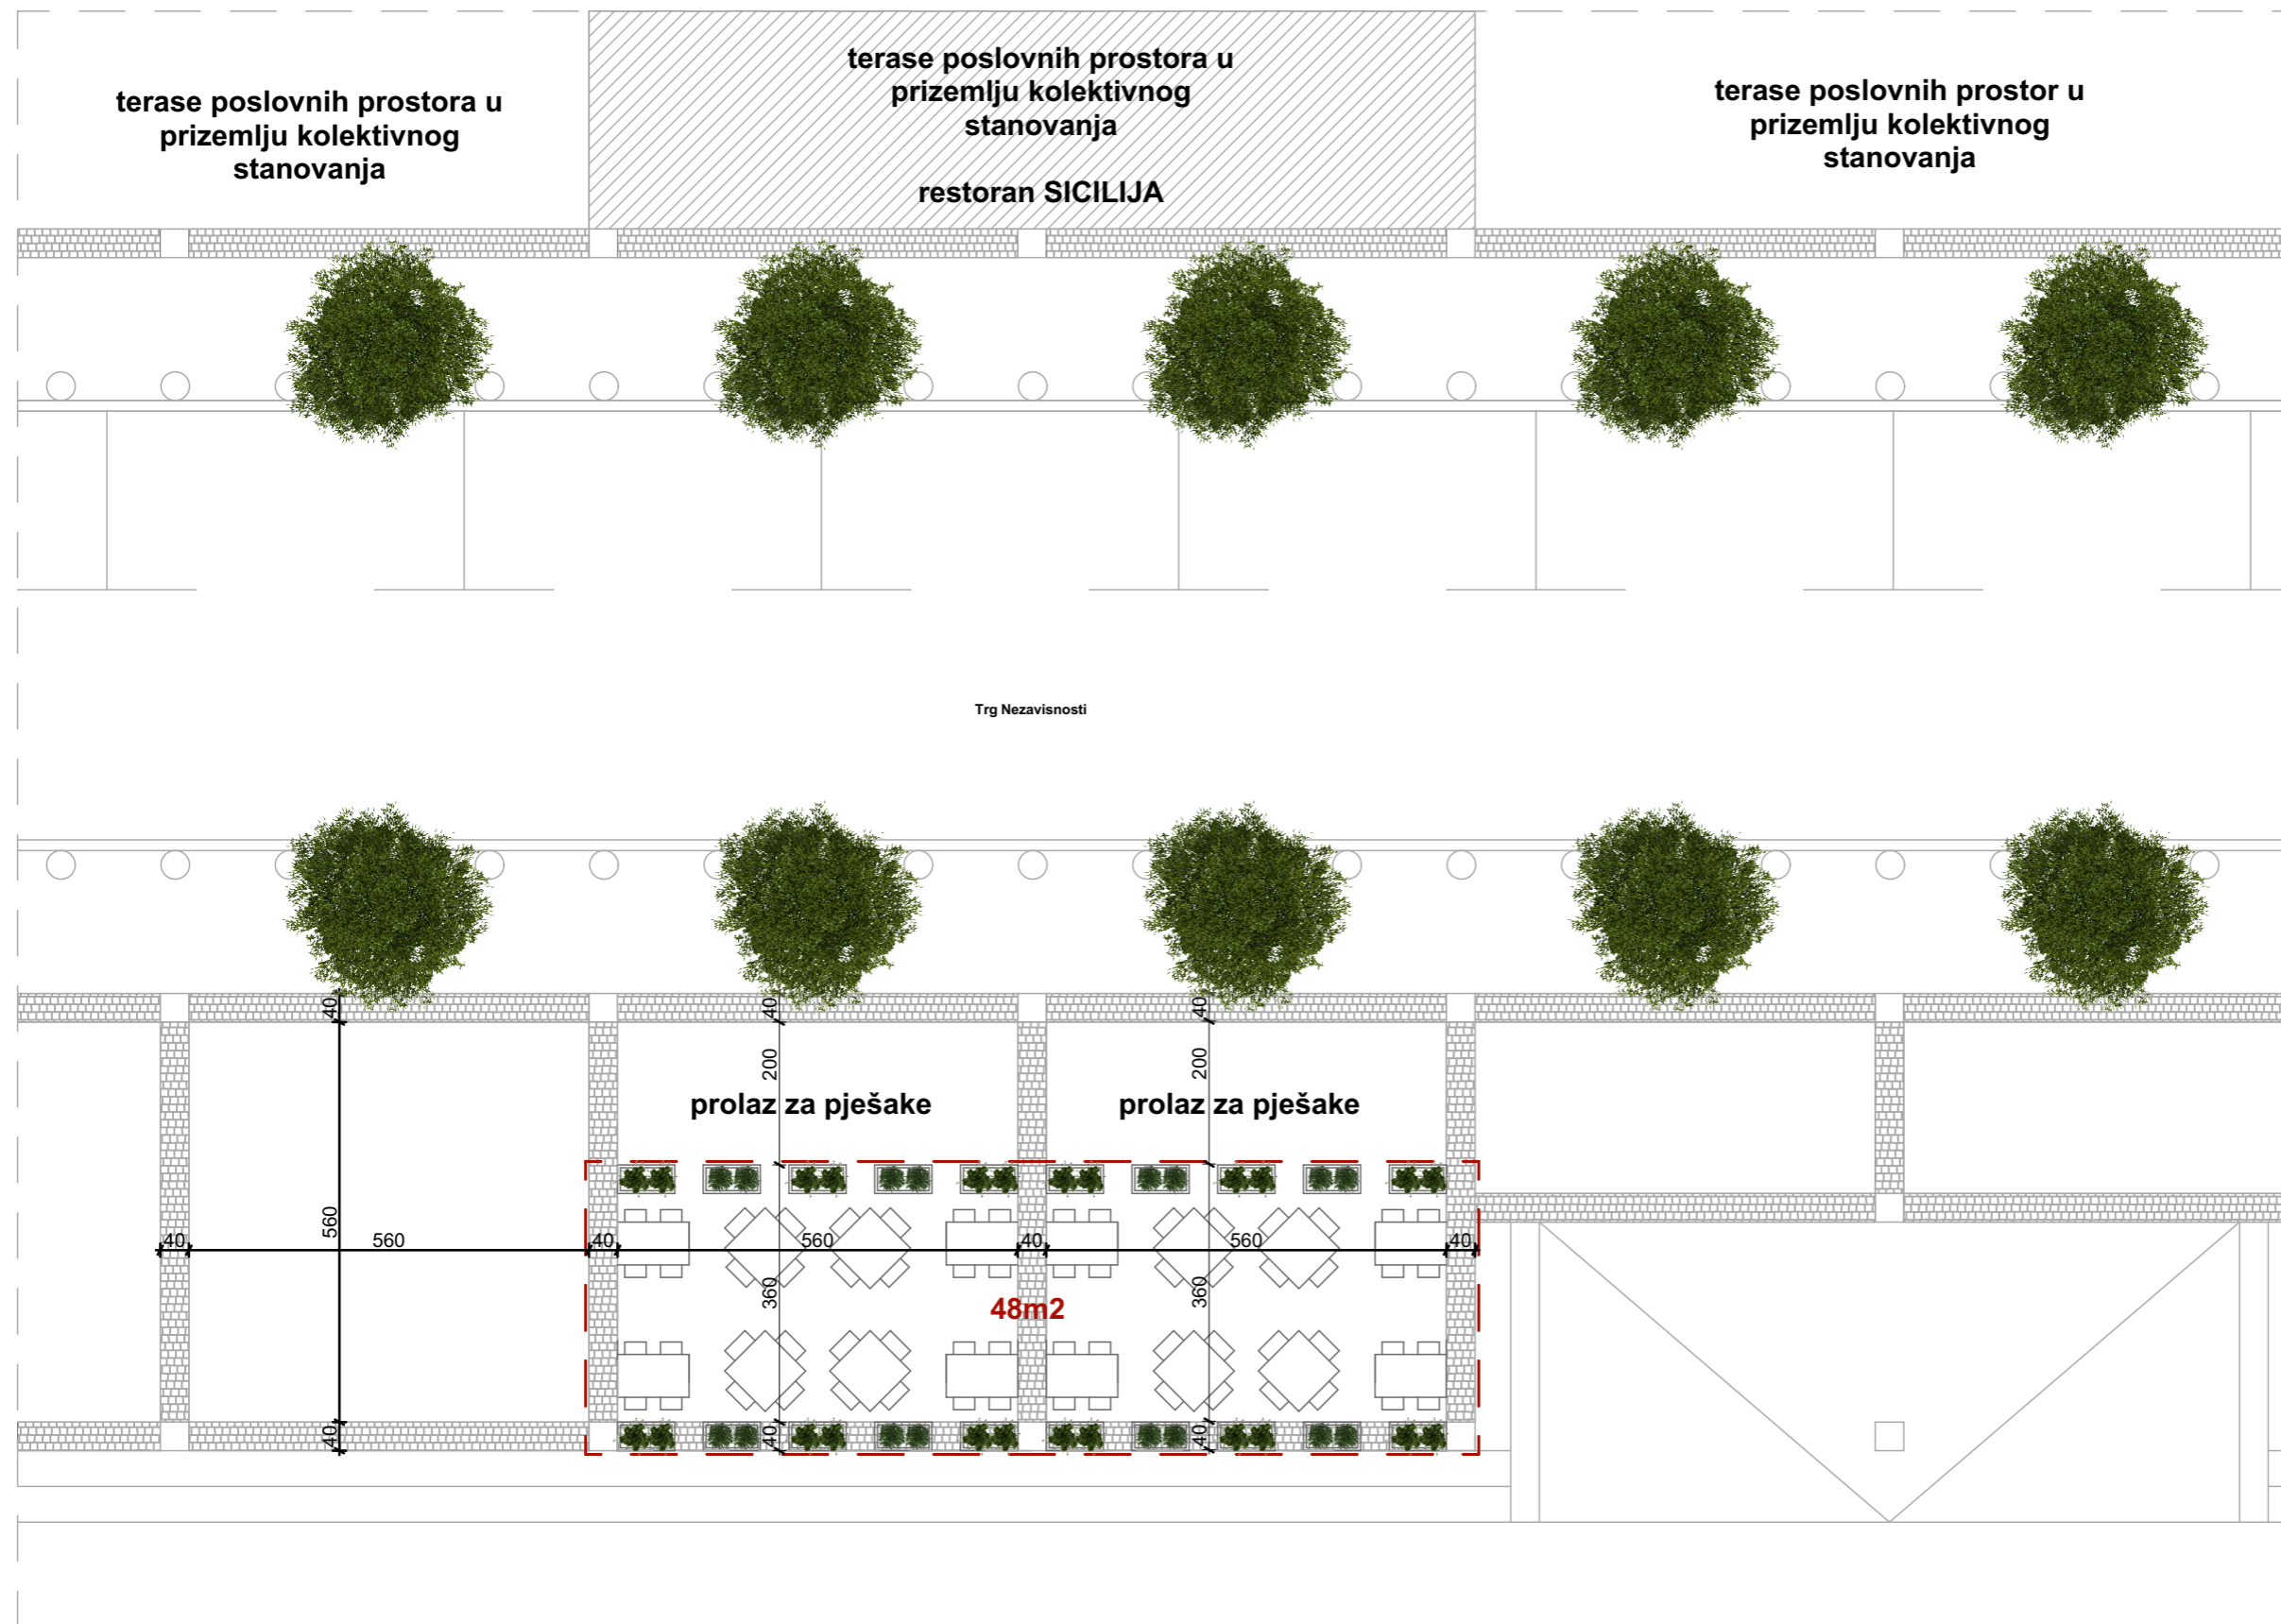 terase poslovnih prostora u
prizemlju kolektivnog
stanovanja
terase poslovnih prostora u
prizemlju kolektivnog
stanovanja
restoran SICILIJA
terase poslovnih prostor u
prizemlju kolektivnog
stanovanja
Trg Nezavisnosti
40
40
40
200
200
prolaz za pješake
prolaz za pješake
560
40
560
40
560
40
560
40
360
360
48m2
40
40
40